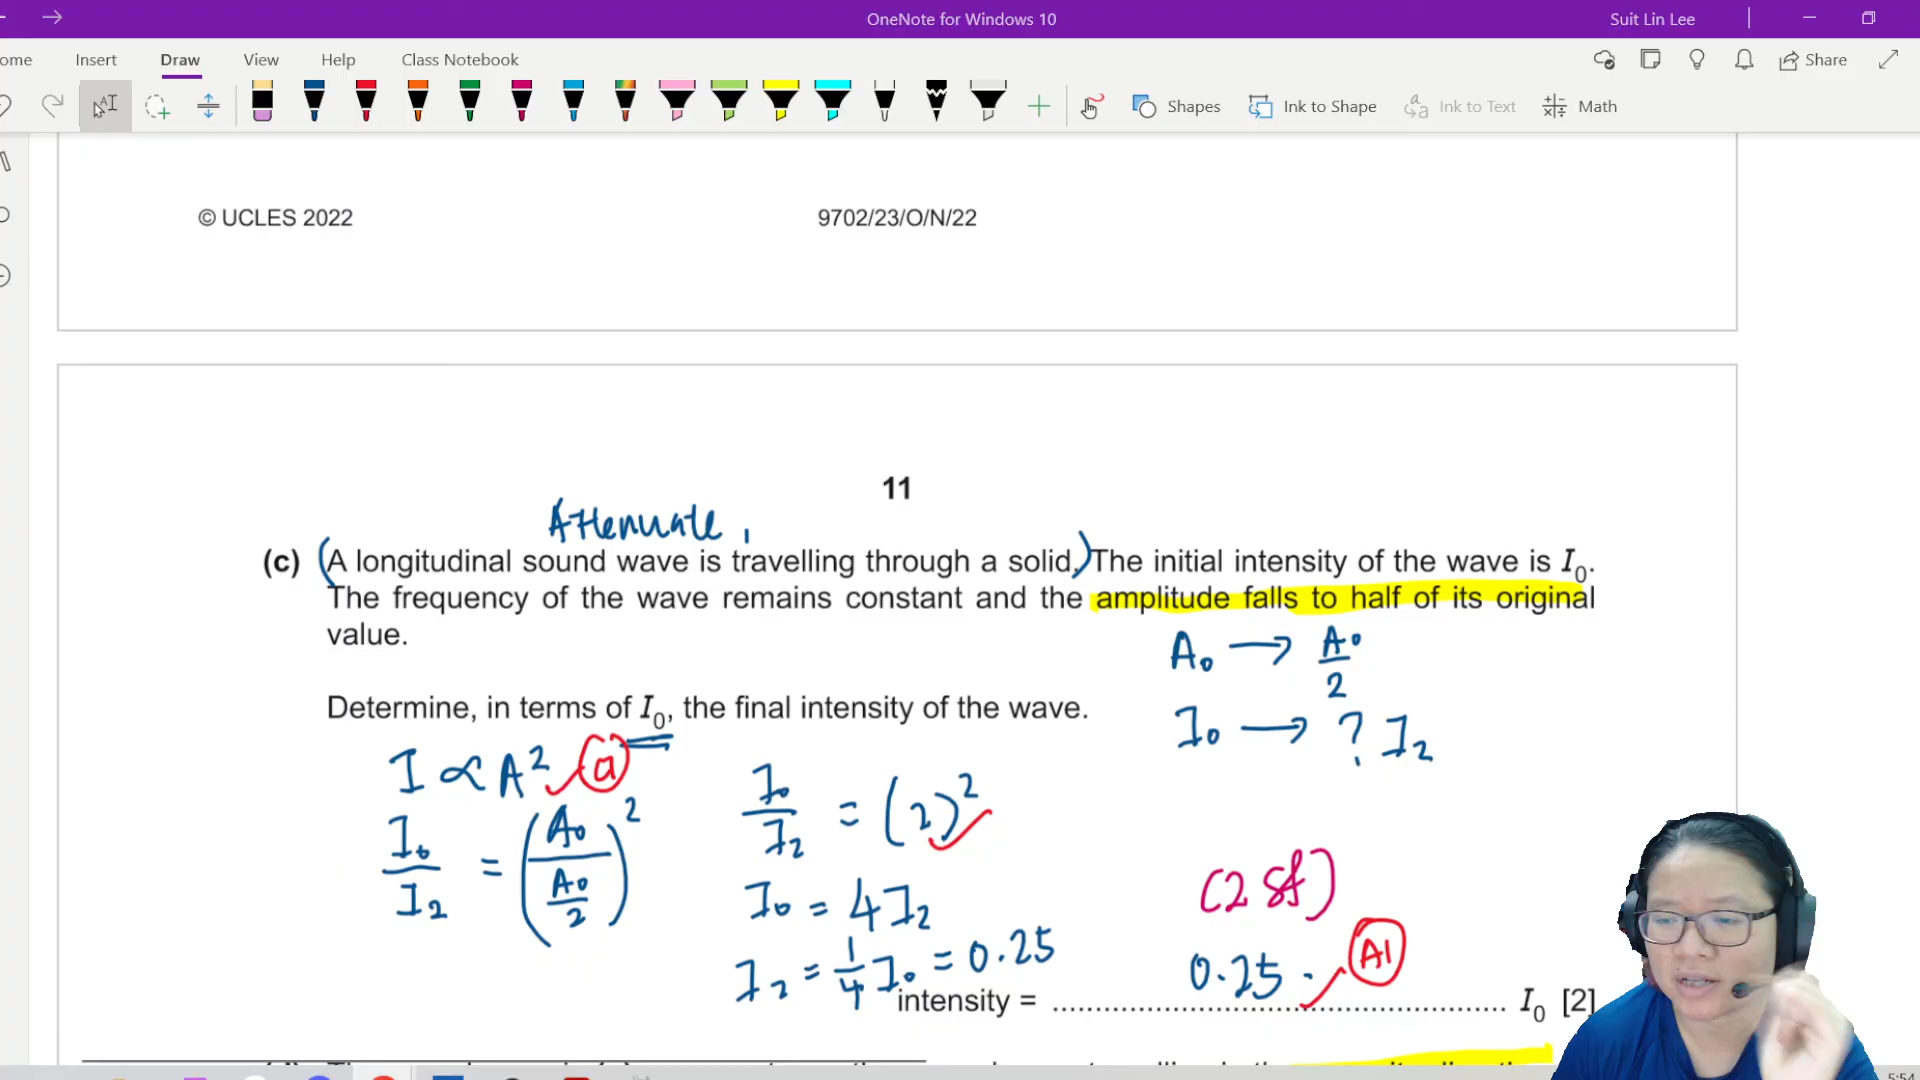 OneNote for Windows 10
Suit Lin Lee
ome Insert Draw View Help Class Notebook
Share
Shapes Ink to Shape Ink to Text Math
© UCLES 2022 9702/23/O/N/22
11
Attenuate
(c) (A longitudinal sound wave is travelling through a solid.) The initial intensity of the wave is I₀.
The frequency of the wave remains constant and the amplitude falls to half of its original
value.
A₀ → A₀/2
Determine, in terms of I₀, the final intensity of the wave.
I₀ → ? I₂
I ∝ A² ✓ a
I₀/I₂ = (A₀/(A₀/2))²
I₀/I₂ = (2)² ✓
I₀ = 4I₂
I₂ = 1/4 I₀ = 0.25
(2 sf)
0.25 ✓ A1
intensity = ........................................ I₀ [2]
5:54